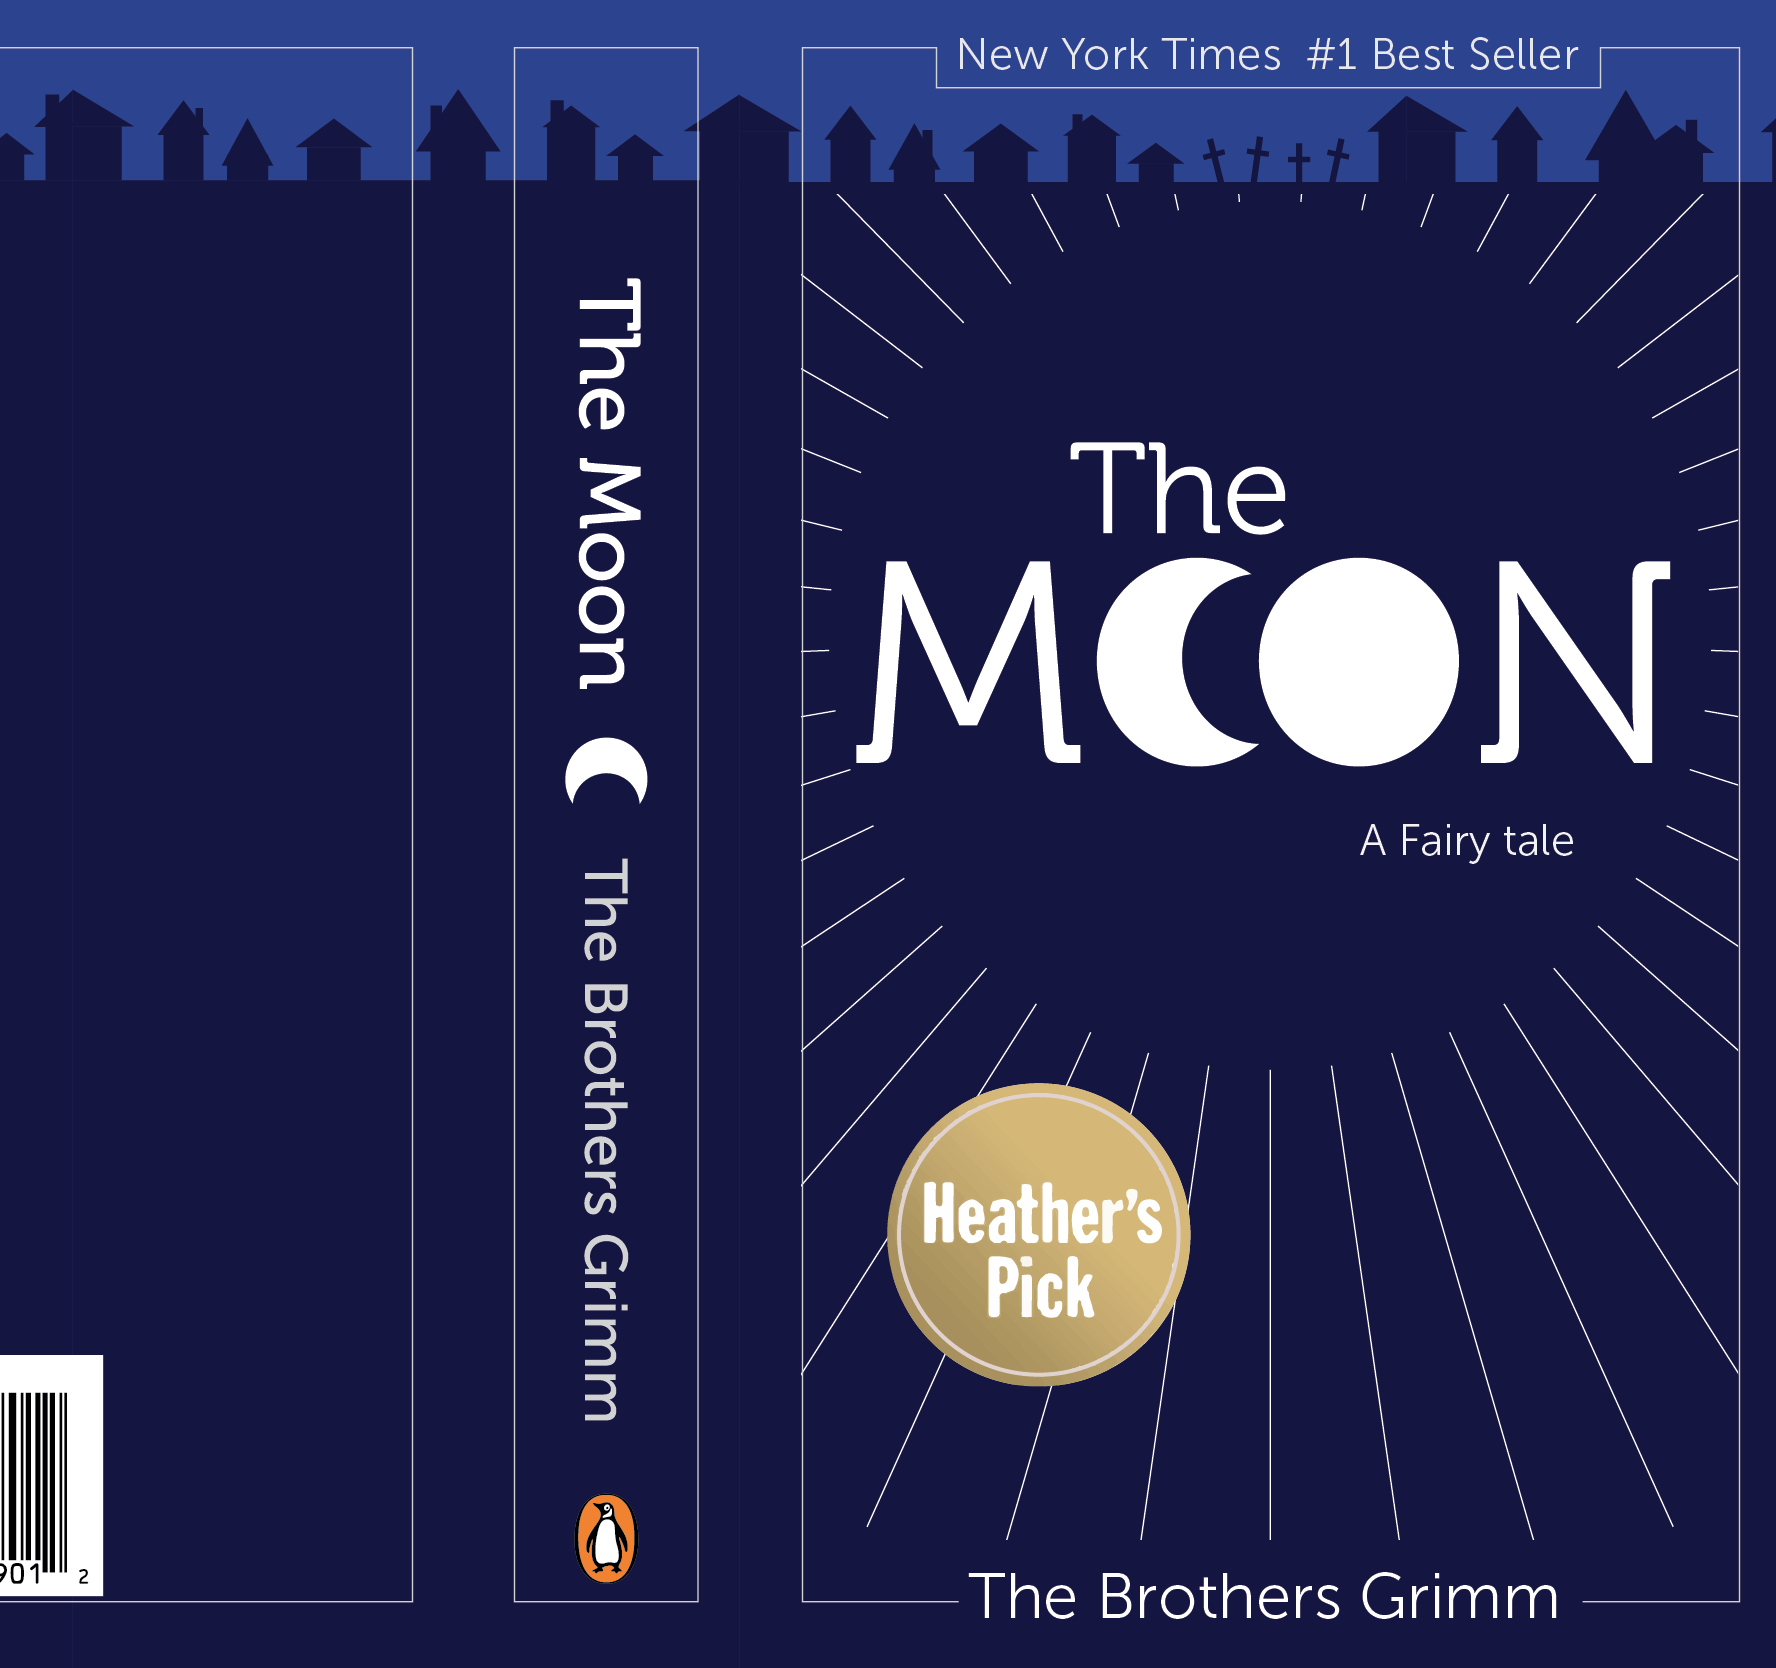 New York Times #1 Best Seller
The
MOON
A Fairy tale
Heather's
Pick
The Brothers Grimm
The Moon
The Brothers Grimm
901 2